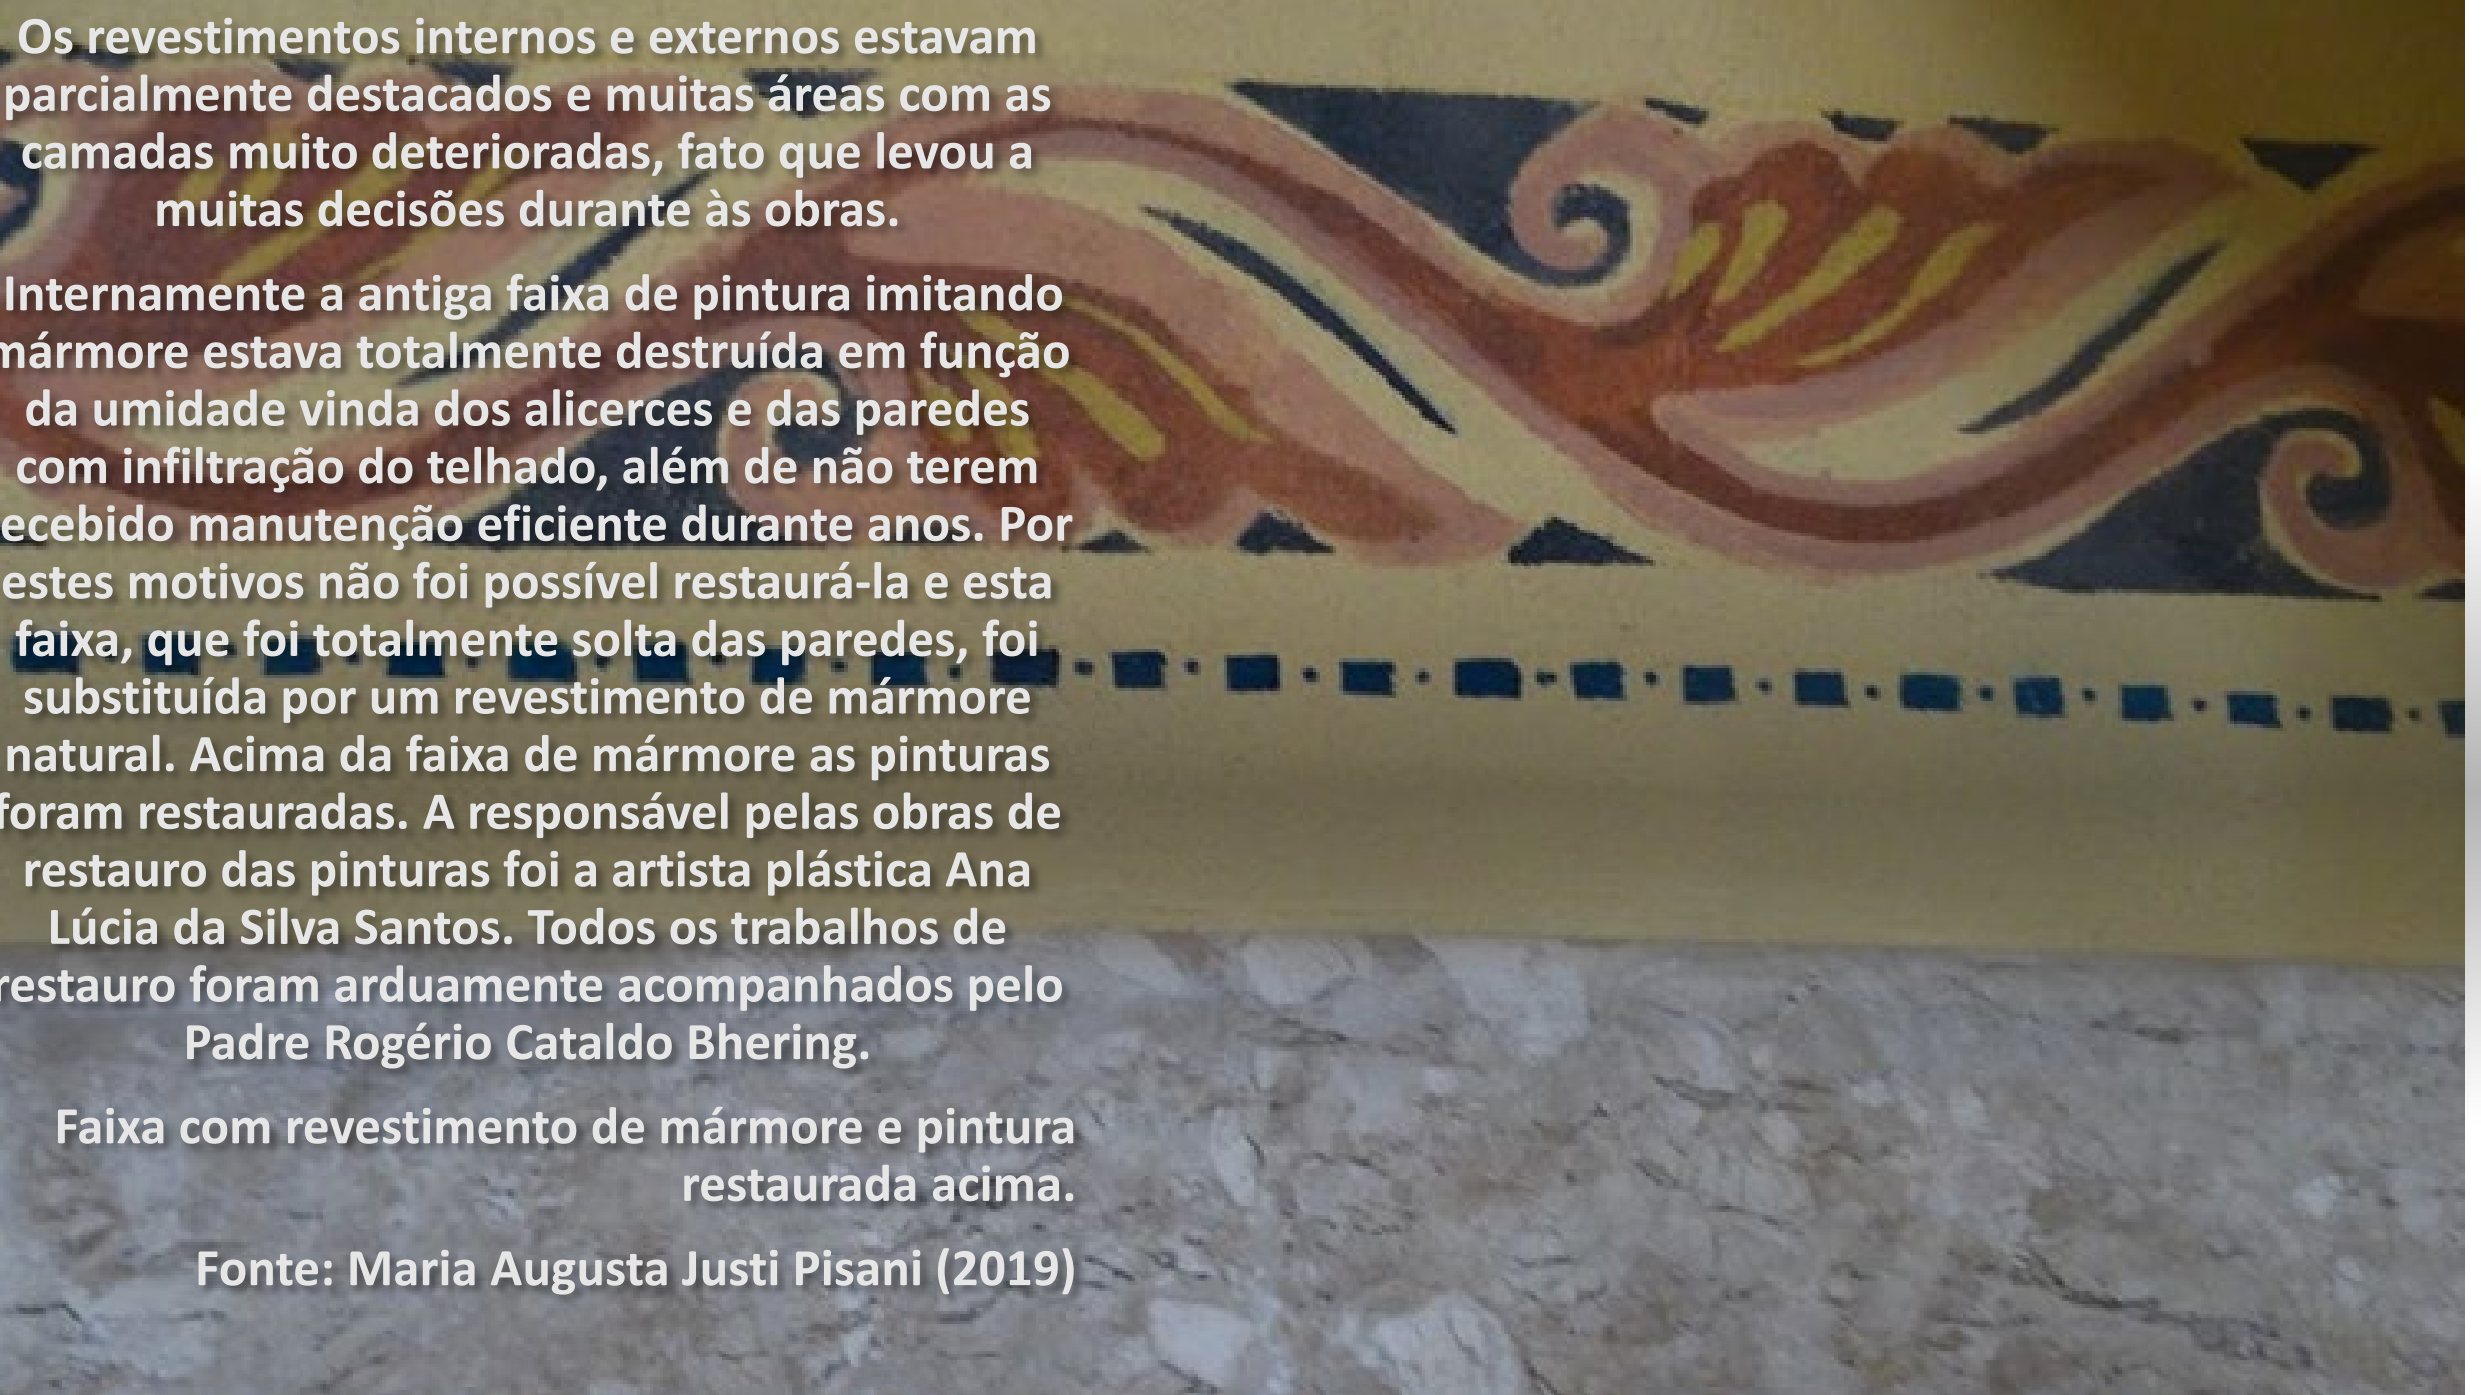 Os revestimentos internos e externos estavam
parcialmente destacados e muitas áreas com as
camadas muito deterioradas, fato que levou a
muitas decisões durante às obras.
Internamente a antiga faixa de pintura imitando
mármore estava totalmente destruída em função
da umidade vinda dos alicerces e das paredes
com infiltração do telhado, além de não terem
ecebido manutenção eficiente durante anos. Por
estes motivos não foi possível restaurá-la e esta
faixa, que foi totalmente solta das paredes, foi
substituída por um revestimento de mármore
natural. Acima da faixa de mármore as pinturas
foram restauradas. A responsável pelas obras de
restauro das pinturas foi a artista plástica Ana
Lúcia da Silva Santos. Todos os trabalhos de
restauro foram arduamente acompanhados pelo
Padre Rogério Cataldo Bhering.
Faixa com revestimento de mármore e pintura
restaurada acima.
Fonte: Maria Augusta Justi Pisani (2019)